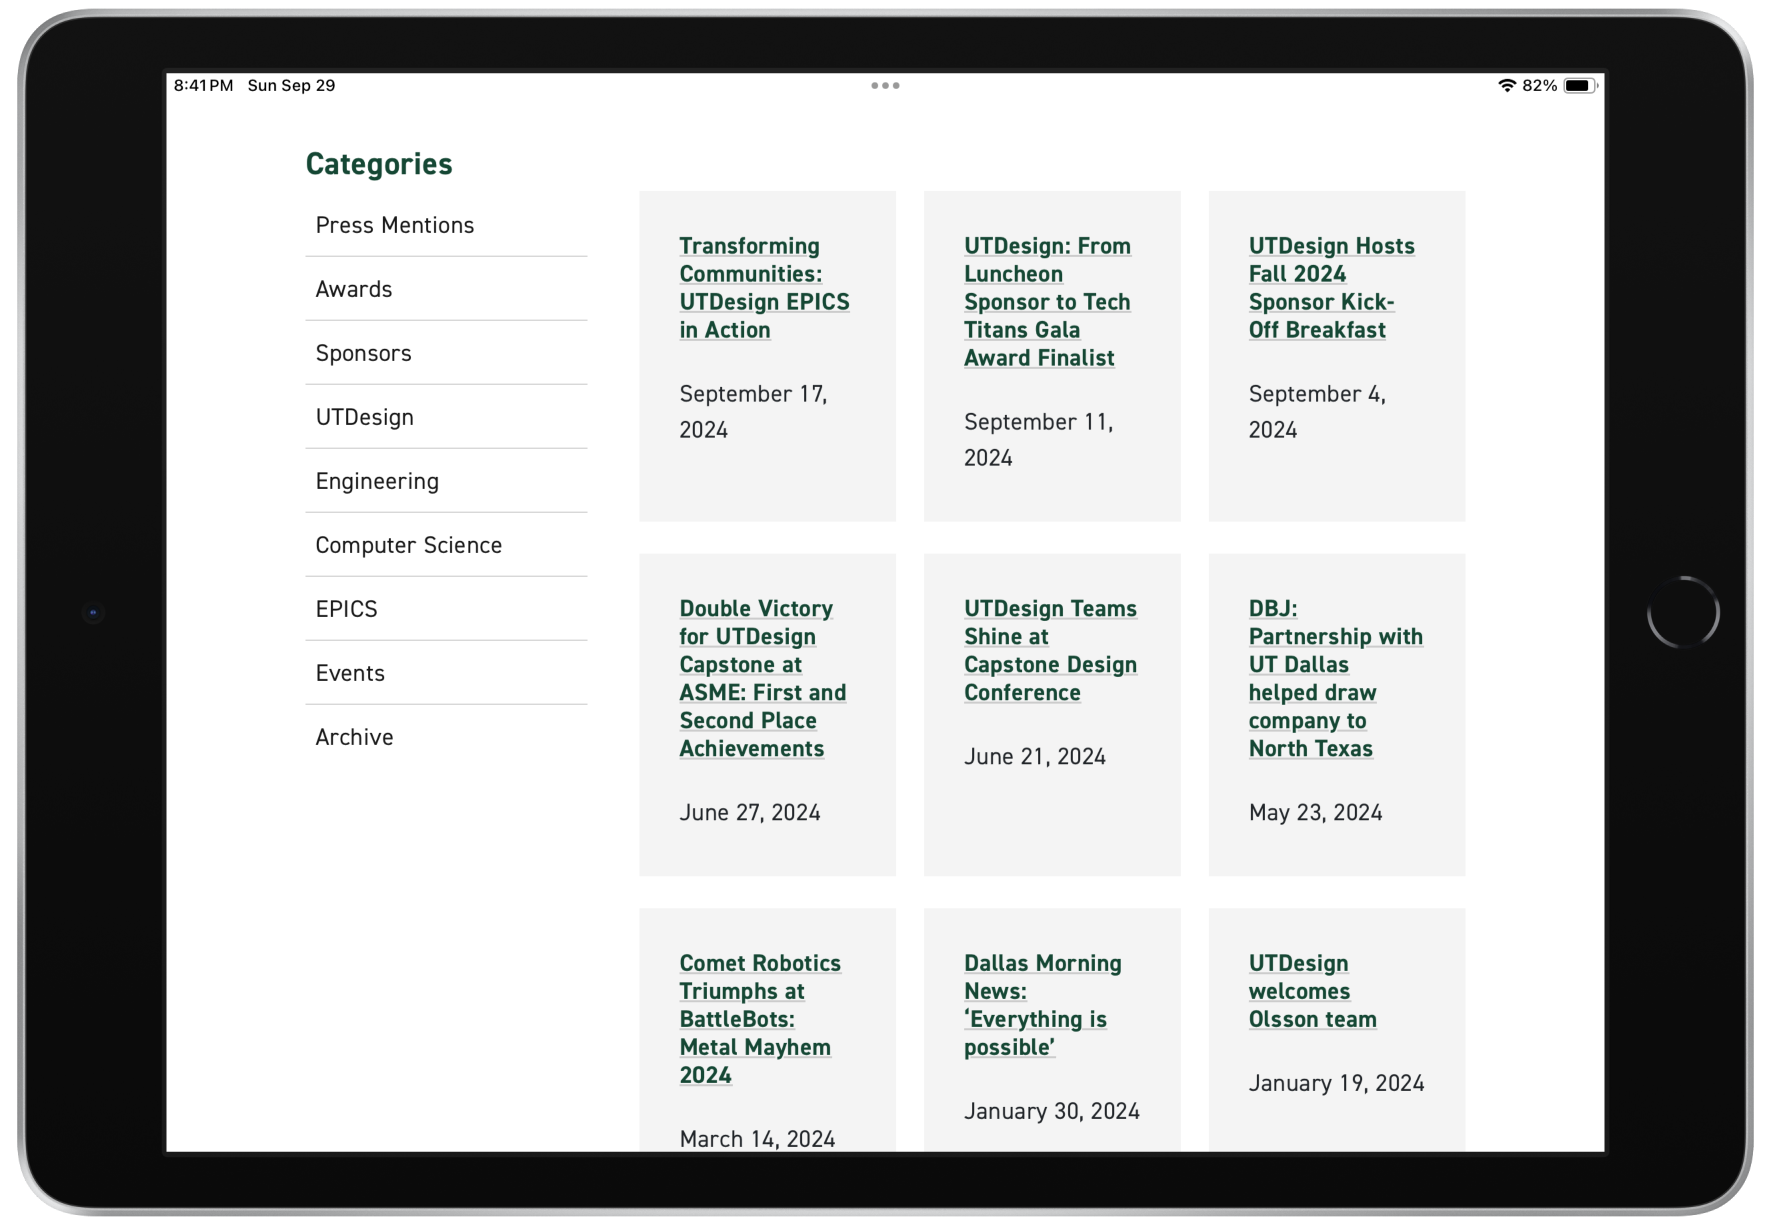 8:41 PM Sun Sep 29
82%
Categories
Press Mentions
Awards
Sponsors
UTDesign
Engineering
Computer Science
EPICS
Events
Archive
Transforming
Communities:
UTDesign EPICS
in Action
September 17,
2024
UTDesign: From
Luncheon
Sponsor to Tech
Titans Gala
Award Finalist
September 11,
2024
UTDesign Hosts
Fall 2024
Sponsor Kick-
Off Breakfast
September 4,
2024
Double Victory
for UTDesign
Capstone at
ASME: First and
Second Place
Achievements
June 27, 2024
UTDesign Teams
Shine at
Capstone Design
Conference
June 21, 2024
DBJ:
Partnership with
UT Dallas
helped draw
company to
North Texas
May 23, 2024
Comet Robotics
Triumphs at
BattleBots:
Metal Mayhem
2024
March 14, 2024
Dallas Morning
News:
‘Everything is
possible’
January 30, 2024
UTDesign
welcomes
Olsson team
January 19, 2024